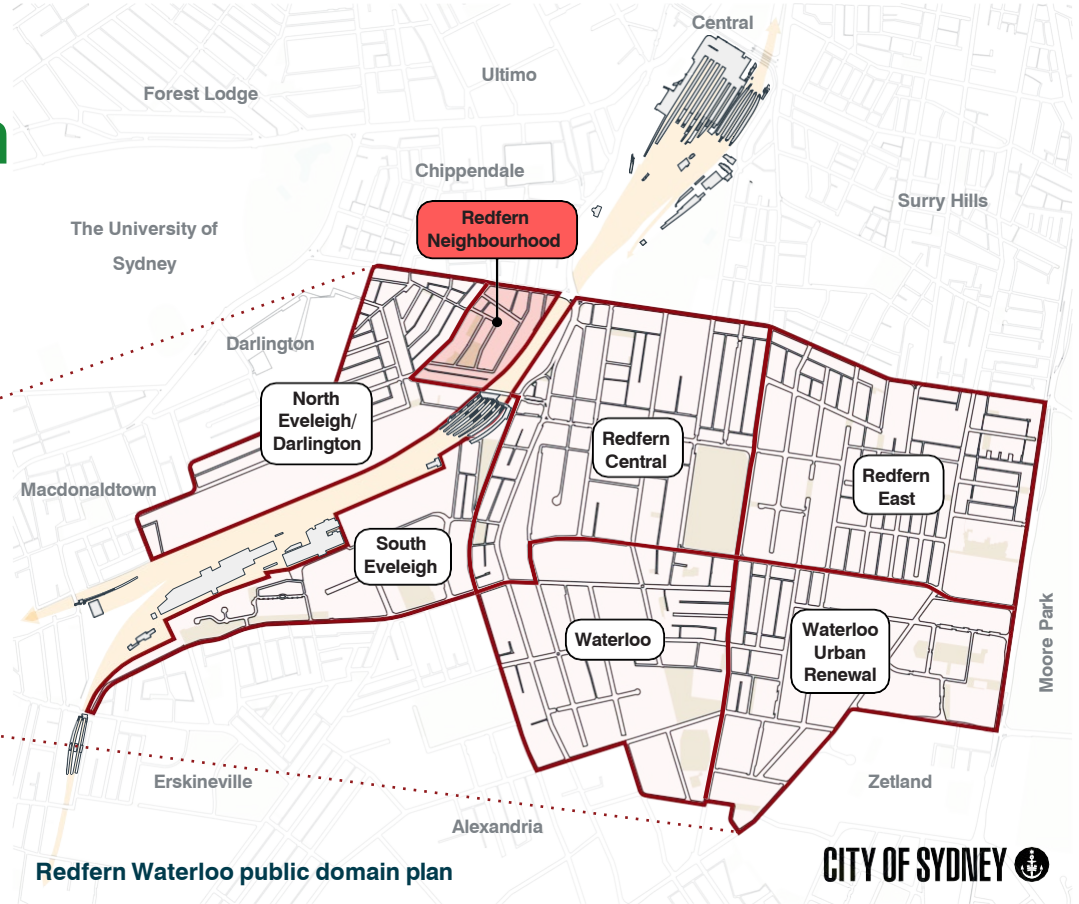 Central
Ultimo
Forest Lodge
Chippendale
Surry Hills
Redfern
Neighbourhood
The University of
Sydney
Darlington
North
Eveleigh/
Darlington
Redfern
Central
Redfern
East
Macdonaldtown
South
Eveleigh
Waterloo
Waterloo
Urban
Renewal
Moore Park
Erskineville
Zetland
Alexandria
Redfern Waterloo public domain plan
CITY OF SYDNEY